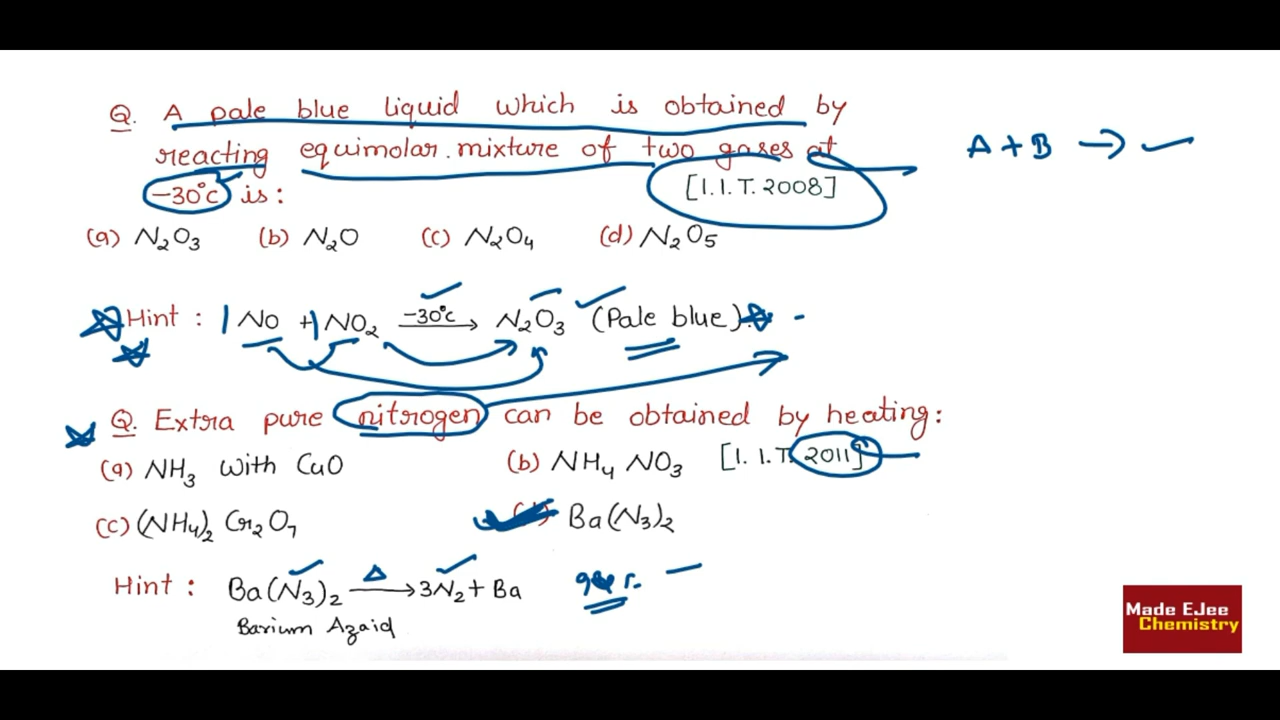 Q. A pale blue liquid which is obtained by
reacting equimolar mixture of two gases at
-30°c is: [I.I.T. 2008]
A + B →
(a) N₂O₃ (b) N₂O (c) N₂O₄ (d) N₂O₅
Hint : 1 NO + 1 NO₂ -30°c → N₂O₃ (Pale blue).
Q. Extra pure nitrogen can be obtained by heating:
(a) NH₃ with CuO (b) NH₄ NO₃ [I.I.T. 2011]
(c) (NH₄)₂ Cr₂O₇ Ba(N₃)₂
Hint : Ba(N₃)₂ Δ → 3N₂ + Ba
Barium Azaid
Made EJee
Chemistry